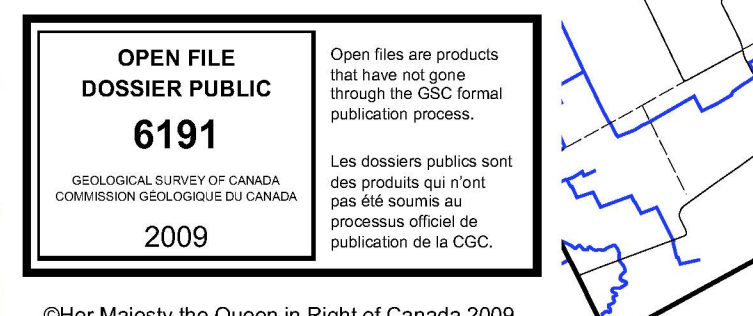 OPEN FILE
DOSSIER PUBLIC
6191
GEOLOGICAL SURVEY OF CANADA
COMMISSION GÉOLOGIQUE DU CANADA
2009
Open files are products
that have not gone
through the GSC formal
publication process.
Les dossiers publics sont
des produits qui n'ont
pas été soumis au
processus officiel de
publication de la CGC.
©Her Majesty the Queen in Right of Canada 2009